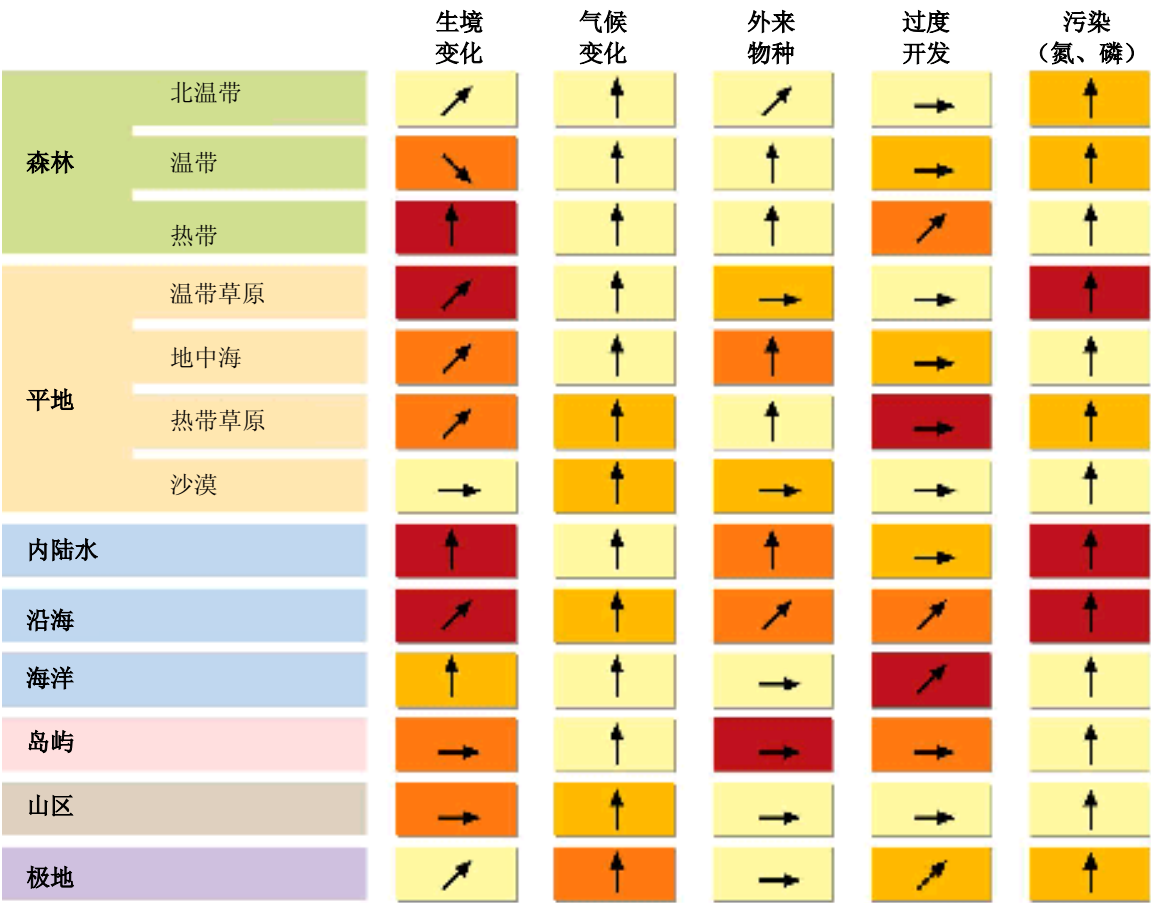 生境 气候 外来 过度 污染
变化 变化 物种 开发 （氮、磷）
北温带
森林
温带
热带
温带草原
地中海
平地
热带草原
沙漠
内陆水
沿海
海洋
岛屿
山区
极地